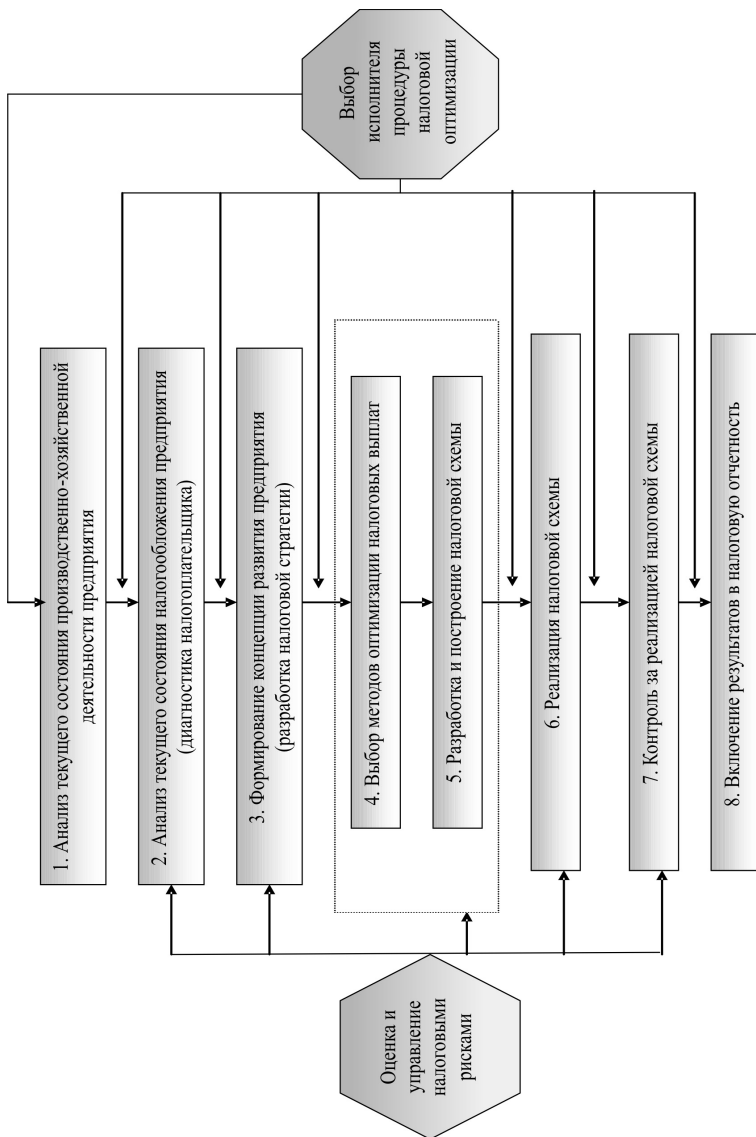 Выбор
исполнителя
процедуры
налоговой
оптимизации
1. Анализ текущего состояния производственно-хозяйственной
деятельности предприятия
2. Анализ текущего состояния налогообложения предприятия
(диагностика налогоплательщика)
3. Формирование концепции развития предприятия
(разработка налоговой стратегии)
4. Выбор методов оптимизации налоговых выплат
5. Разработка и построение налоговой схемы
6. Реализация налоговой схемы
7. Контроль за реализацией налоговой схемы
8. Включение результатов в налоговую отчетность
Оценка и
управление
налоговыми
рисками